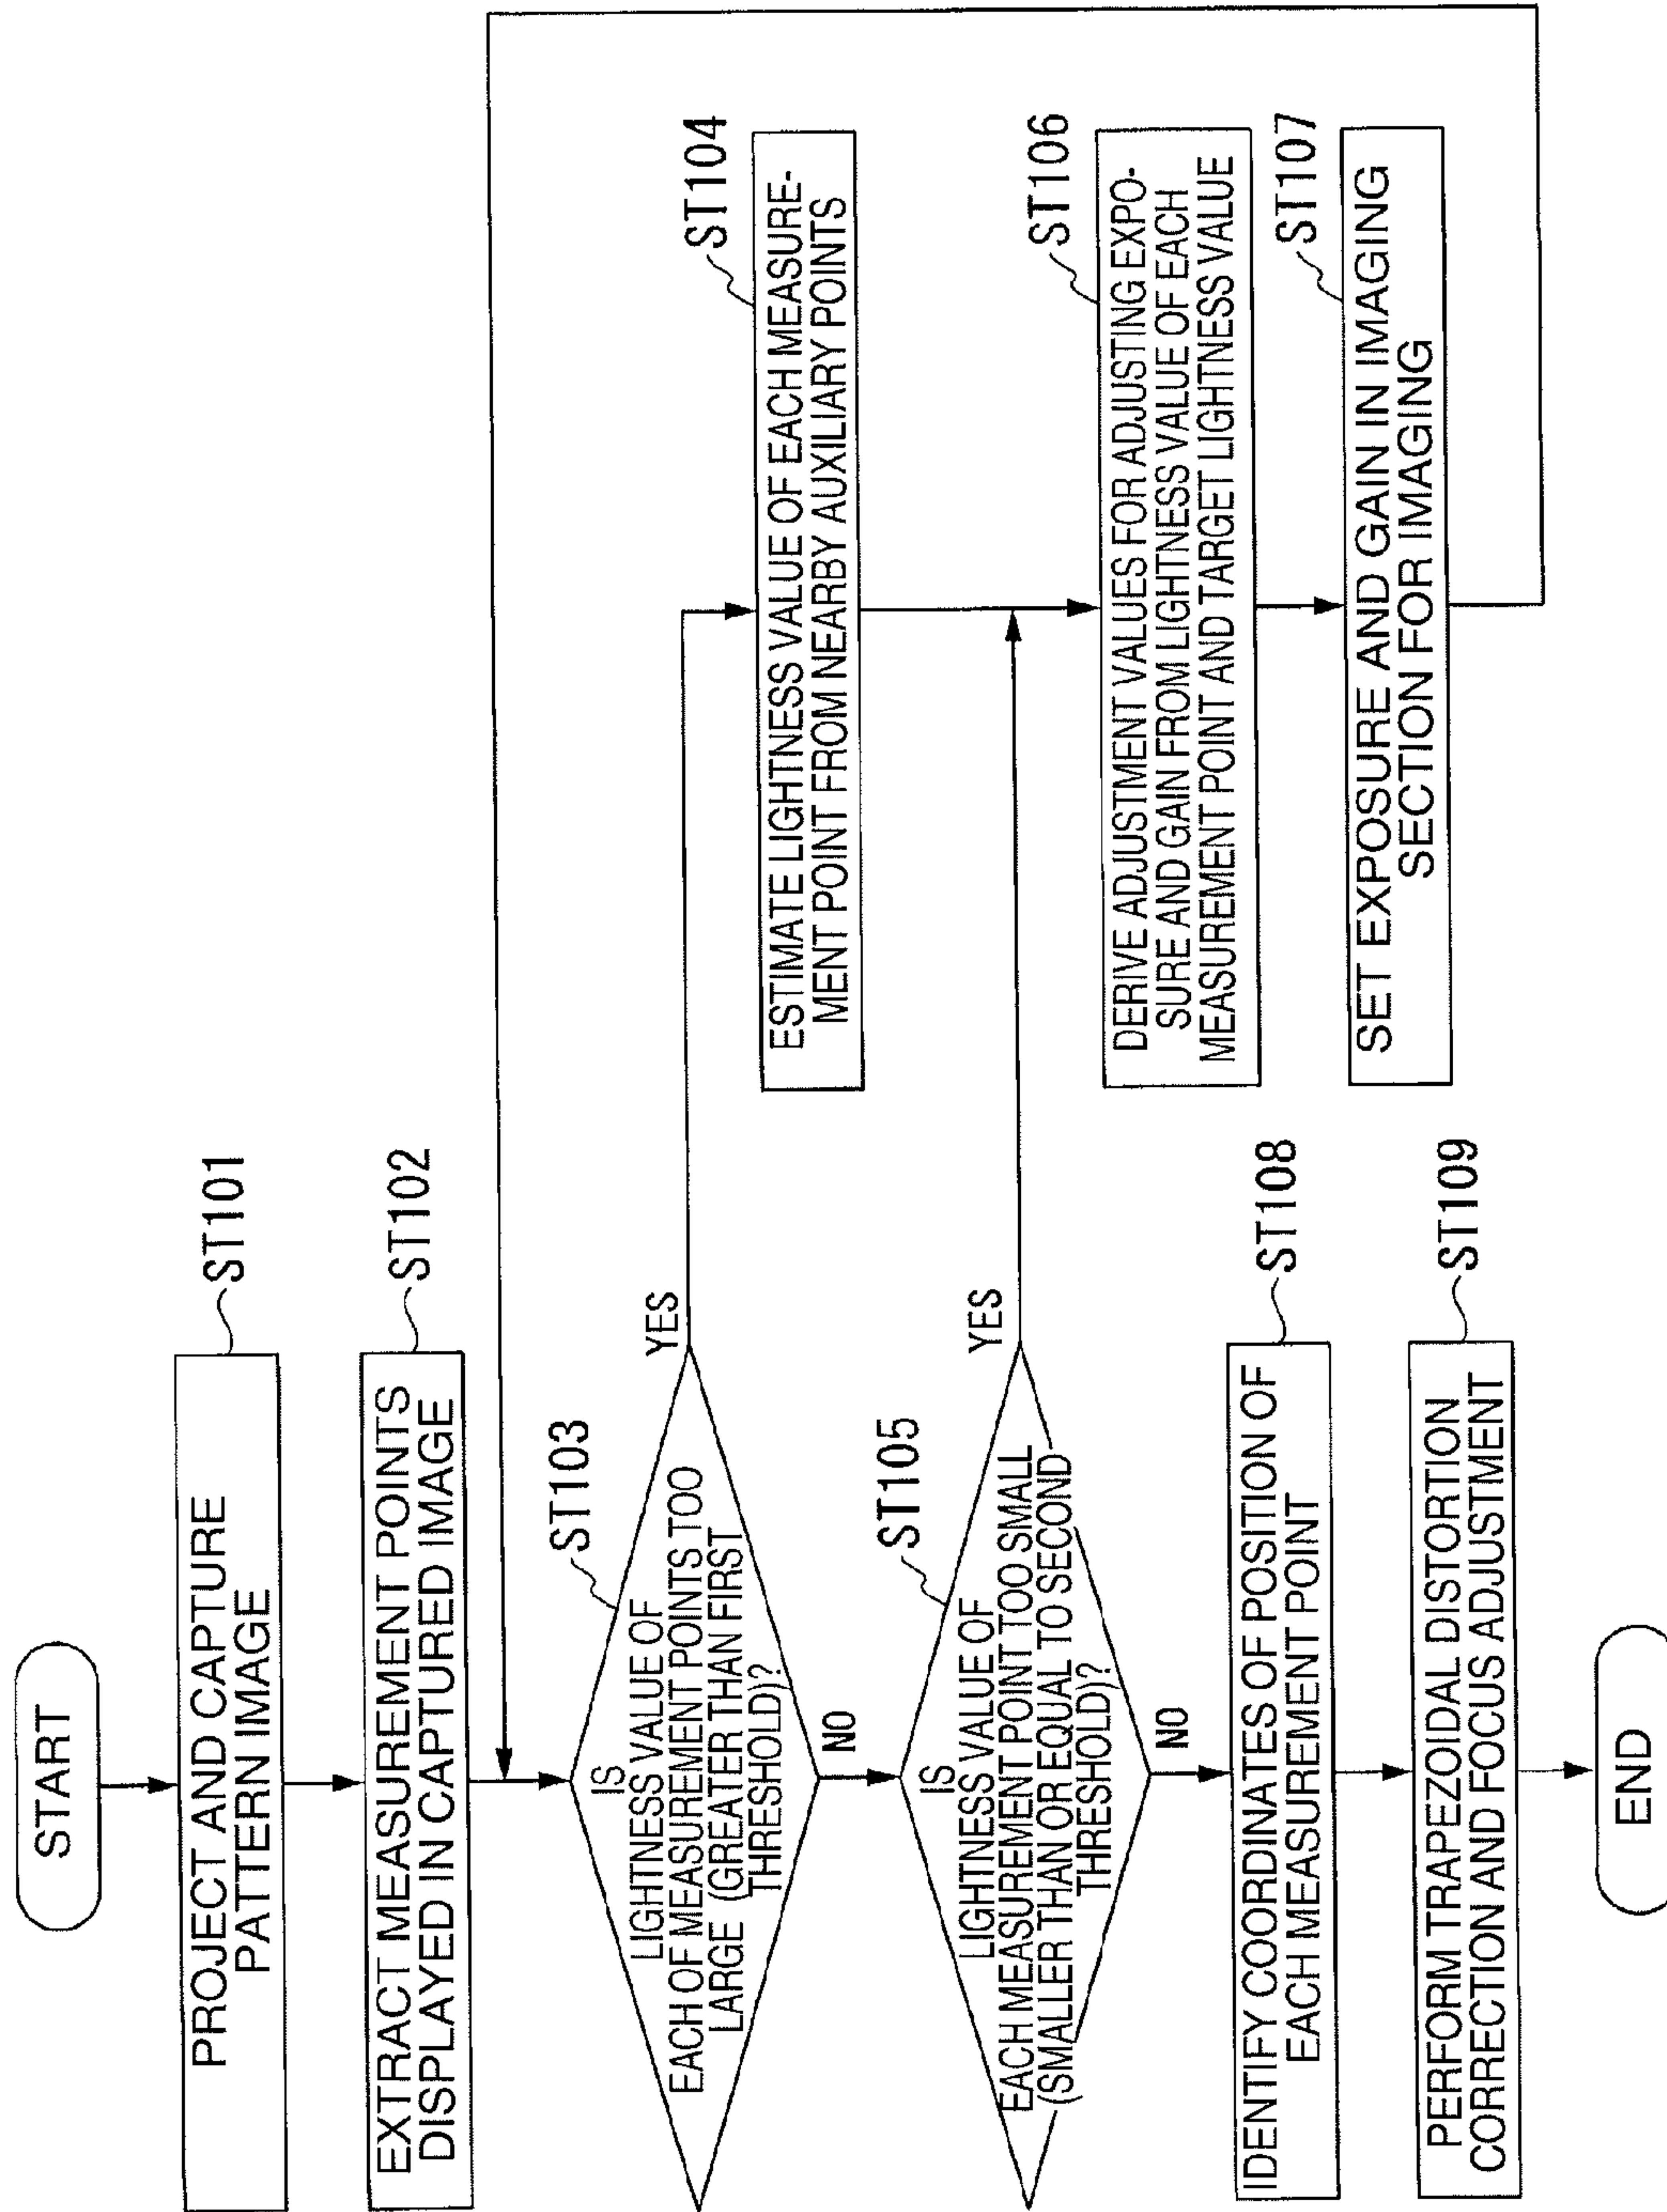 START
PROJECT AND CAPTURE
PATTERN IMAGE
ST101
EXTRACT MEASUREMENT POINTS
DISPLAYED IN CAPTURED IMAGE
ST102
IS
LIGHTNESS VALUE OF
EACH OF MEASUREMENT POINTS TOO
LARGE (GREATER THAN FIRST
THRESHOLD)?
ST103
YES
NO
ESTIMATE LIGHTNESS VALUE OF EACH MEASURE-
MENT POINT FROM NEARBY AUXILIARY POINTS
ST104
IS
LIGHTNESS VALUE OF
EACH MEASUREMENT POINT TOO SMALL
(SMALLER THAN OR EQUAL TO SECOND
THRESHOLD)?
ST105
YES
NO
DERIVE ADJUSTMENT VALUES FOR ADJUSTING EXPO-
SURE AND GAIN FROM LIGHTNESS VALUE OF EACH
MEASUREMENT POINT AND TARGET LIGHTNESS VALUE
ST106
SET EXPOSURE AND GAIN IN IMAGING
SECTION FOR IMAGING
ST107
IDENTIFY COORDINATES OF POSITION OF
EACH MEASUREMENT POINT
ST108
PERFORM TRAPEZOIDAL DISTORTION
CORRECTION AND FOCUS ADJUSTMENT
ST109
END